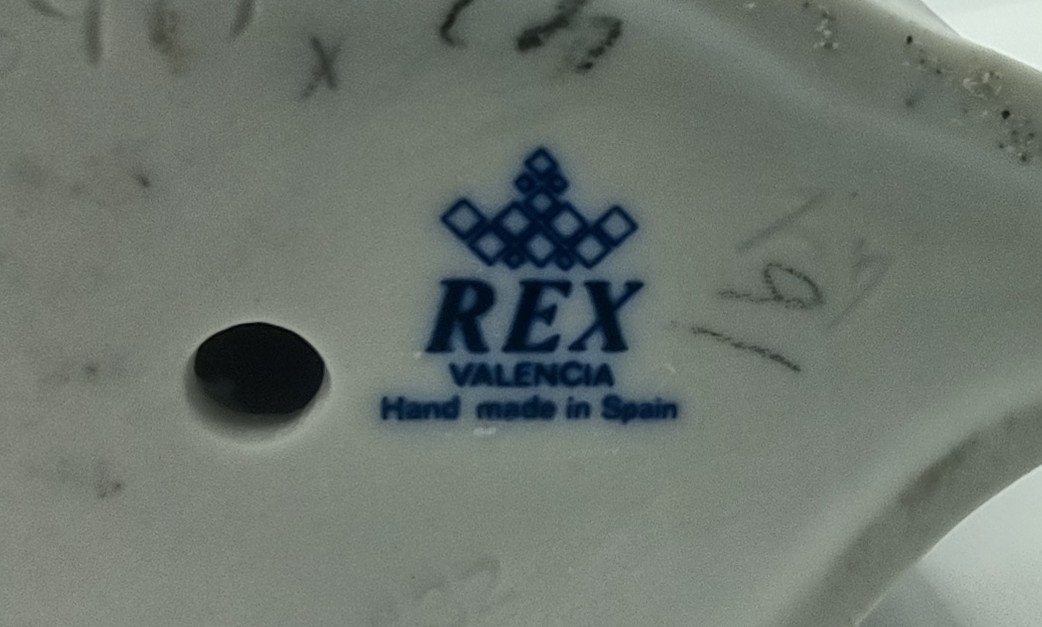 x
REX
VALENCIA
Hand made in Spain